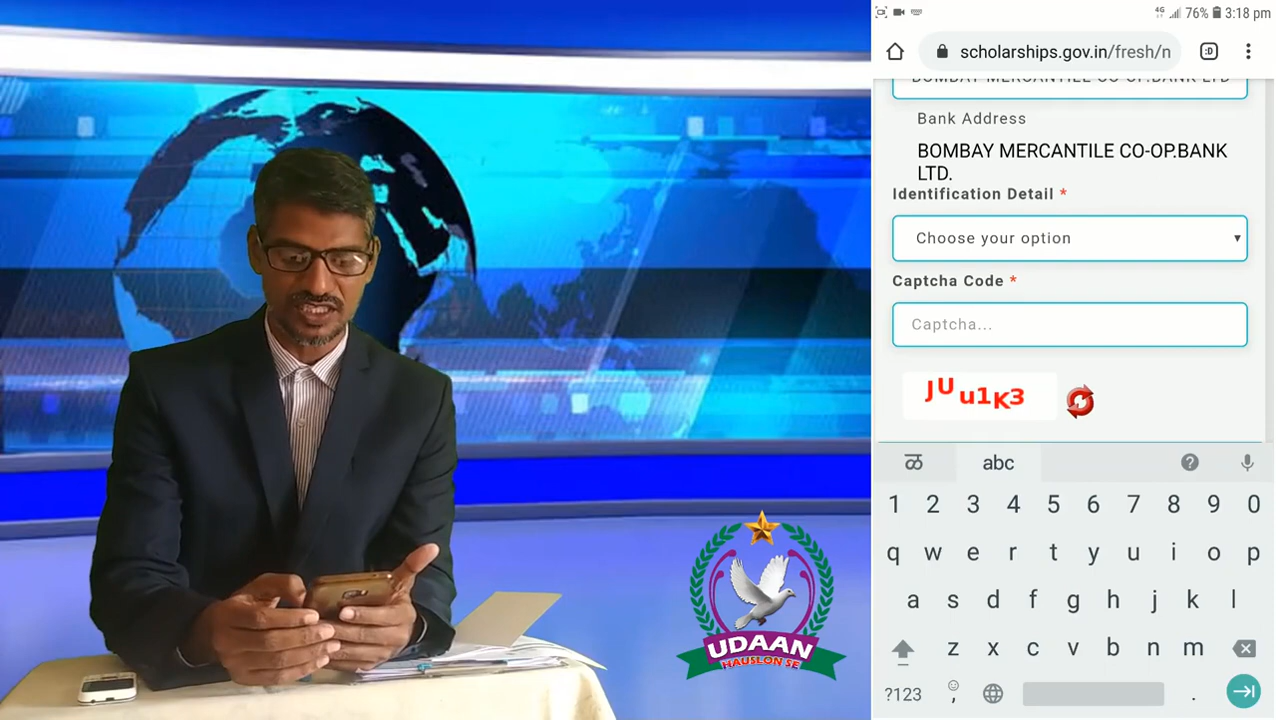 4G 76% 3:18 pm
scholarships.gov.in/fresh/n
:D
BOMBAY MERCANTILE CO-OP.BANK LTD
Bank Address
BOMBAY MERCANTILE CO-OP.BANK
LTD.
Identification Detail *
Choose your option
Captcha Code *
Captcha...
JUu1K3
ळ abc ?
1 2 3 4 5 6 7 8 9 0
q w e r t y u i o p
a s d f g h j k l
z x c v b n m
?123 , .
UDAAN
HAUSLON SE